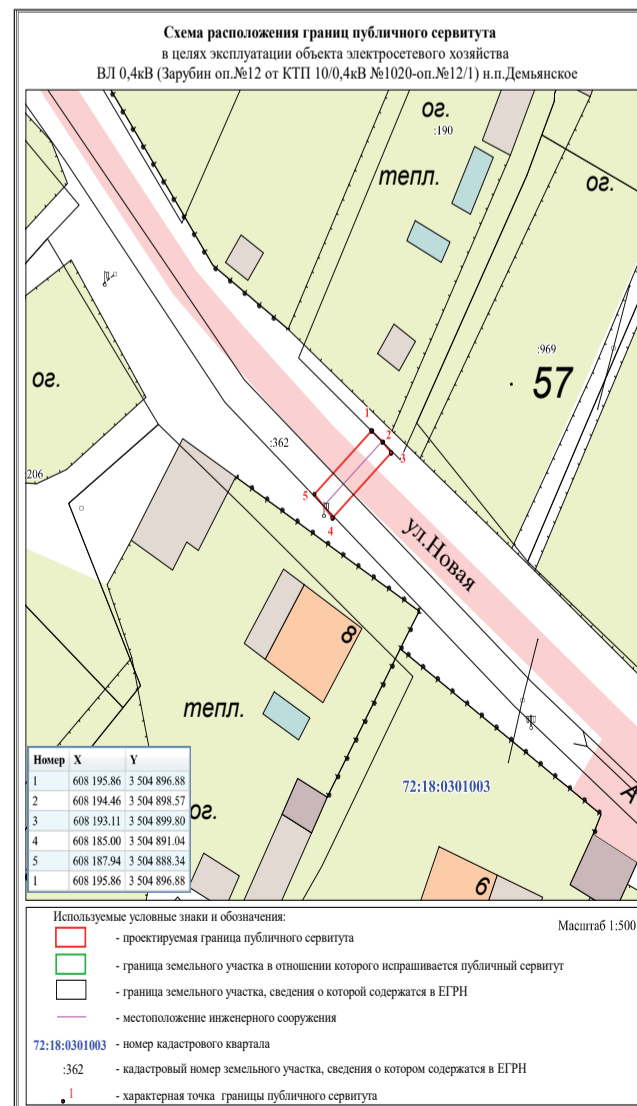 Схема расположения границ публичного сервитута
в целях эксплуатации объекта электросетевого хозяйства
ВЛ 0,4кВ (Зарубин оп.№12 от КТП 10/0,4кВ №1020-оп.№12/1) н.п.Демьянское
ог.
:190
тепл.
ог.
:969
57
ог.
1
2
:362
3
:206
5
4
ул.Новая
8
тепл.
72:18:0301003
А
ог.
6
Номер X Y
1 608 195.86 3 504 896.88
2 608 194.46 3 504 898.57
3 608 193.11 3 504 899.80
4 608 185.00 3 504 891.04
5 608 187.94 3 504 888.34
1 608 195.86 3 504 896.88
Используемые условные знаки и обозначения:
Масштаб 1:500
- проектируемая граница публичного сервитута
- граница земельного участка в отношении которого испрашивается публичный сервитут
- граница земельного участка, сведения о которой содержатся в ЕГРН
- местоположение инженерного сооружения
72:18:0301003 - номер кадастрового квартала
:362 - кадастровый номер земельного участка, сведения о котором содержатся в ЕГРН
1 - характерная точка границы публичного сервитута